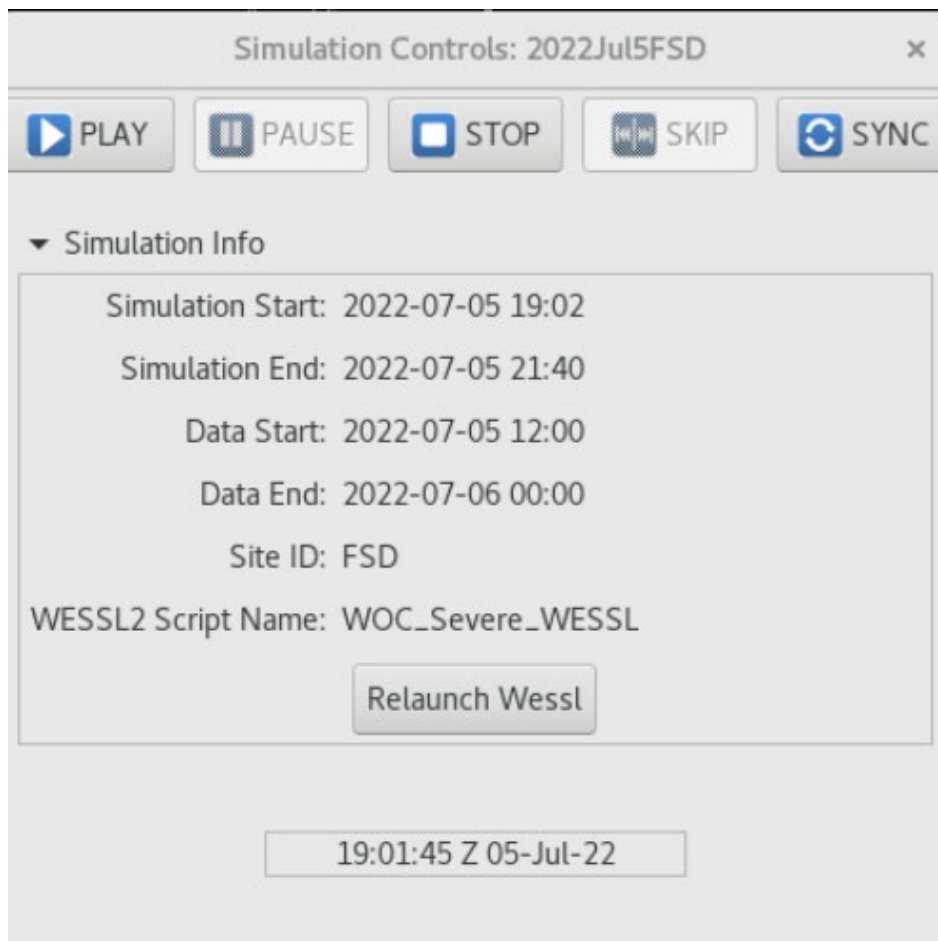 Simulation Controls: 2022Jul5FSD ×
PLAY PAUSE STOP SKIP SYNC
Simulation Info
Simulation Start: 2022-07-05 19:02
Simulation End: 2022-07-05 21:40
Data Start: 2022-07-05 12:00
Data End: 2022-07-06 00:00
Site ID: FSD
WESSL2 Script Name: WOC_Severe_WESSL
Relaunch Wessl
19:01:45 Z 05-Jul-22